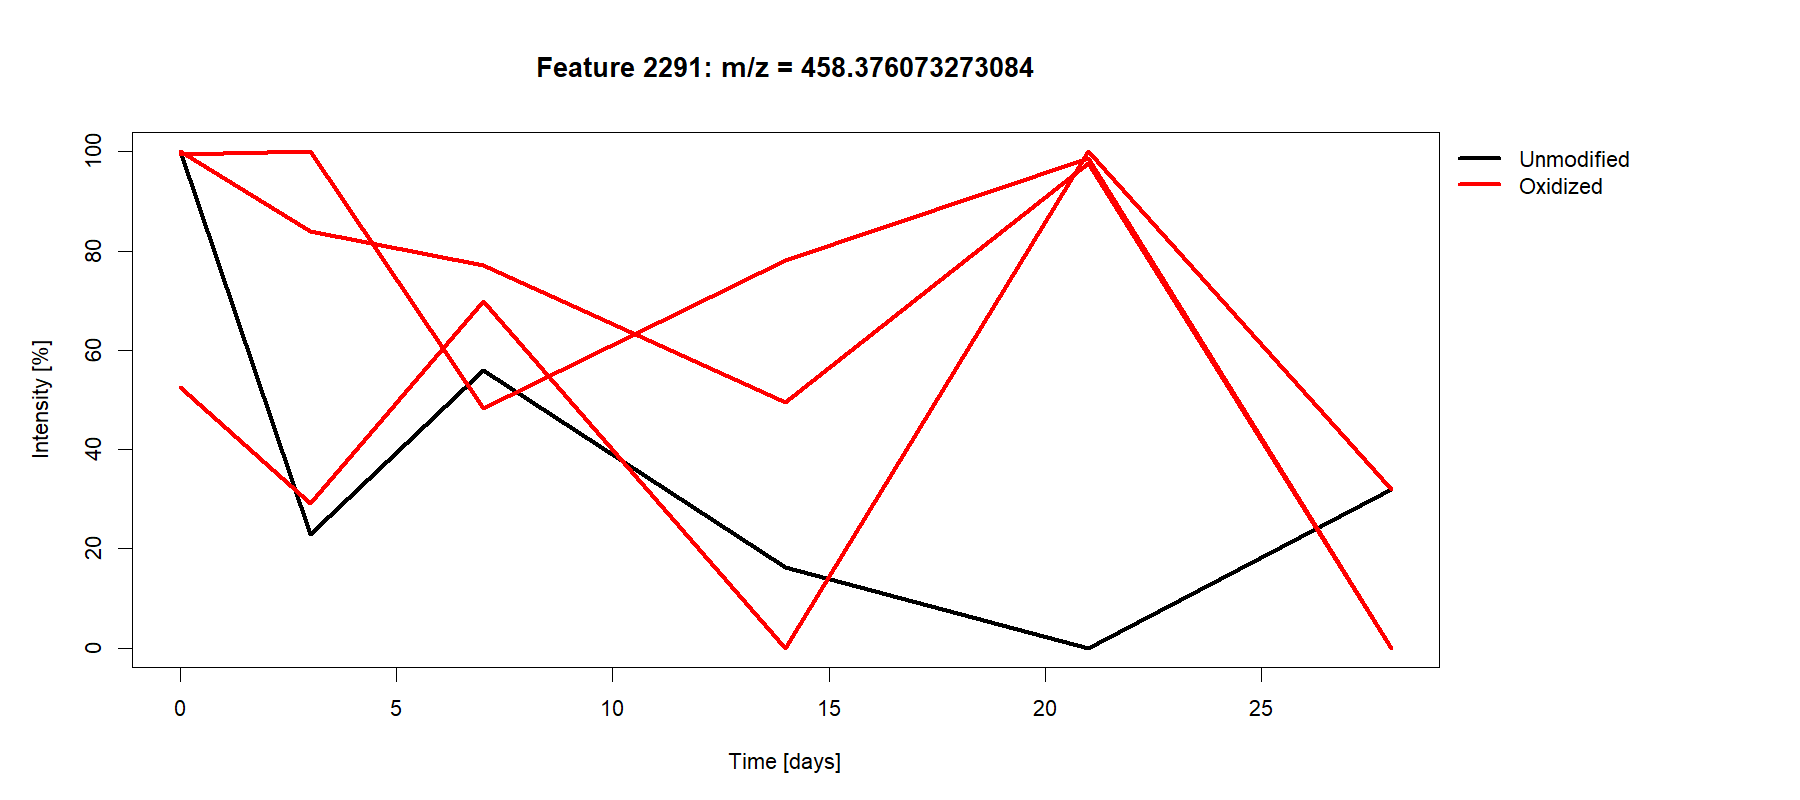 Feature 2291: m/z = 458.376073273084
Unmodified
Oxidized
Intensity [%]
100
80
60
40
20
0
0 5 10 15 20 25
Time [days]